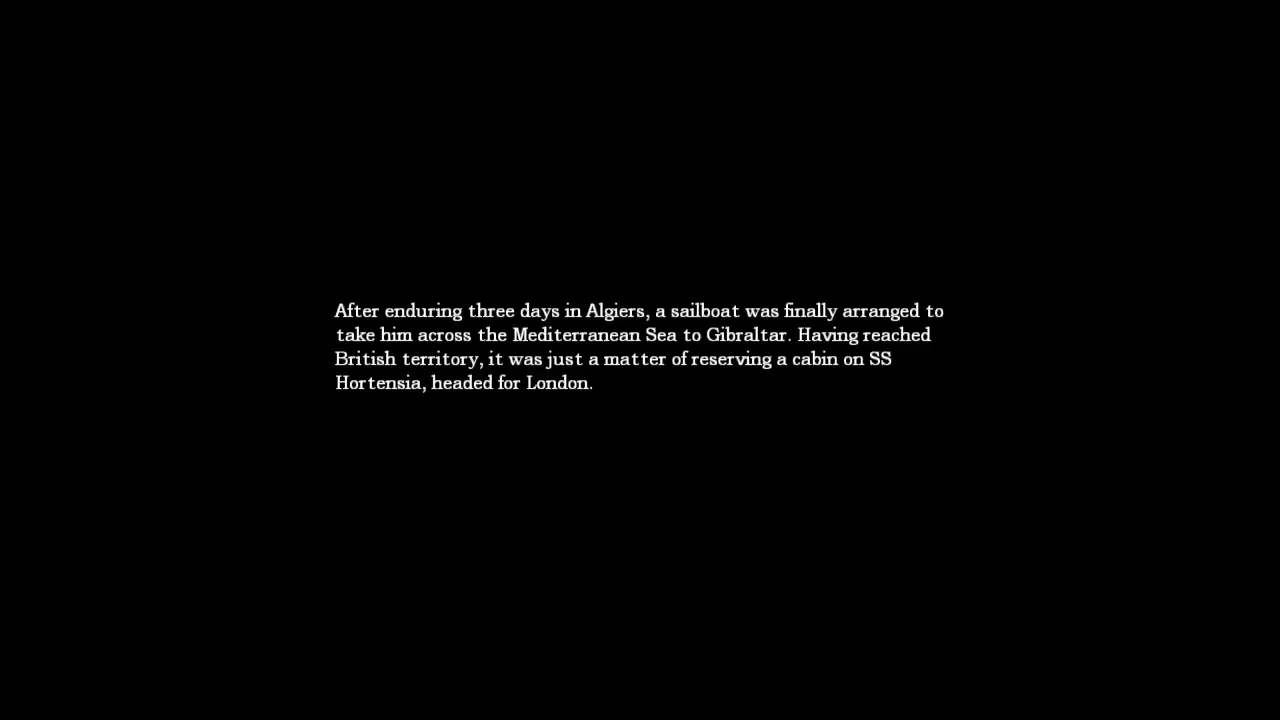 After enduring three days in Algiers, a sailboat was finally arranged to
take him across the Mediterranean Sea to Gibraltar. Having reached
British territory, it was just a matter of reserving a cabin on SS
Hortensia, headed for London.